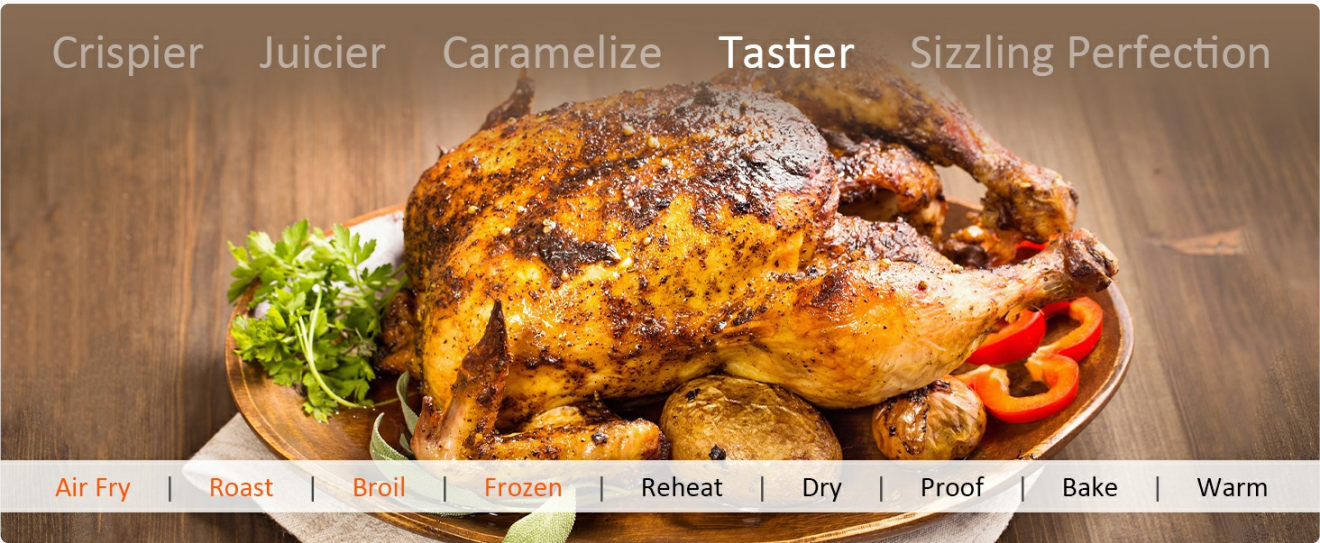 Crispier Juicier Caramelize Tastier Sizzling Perfection
Air Fry | Roast | Broil | Frozen | Reheat | Dry | Proof | Bake | Warm